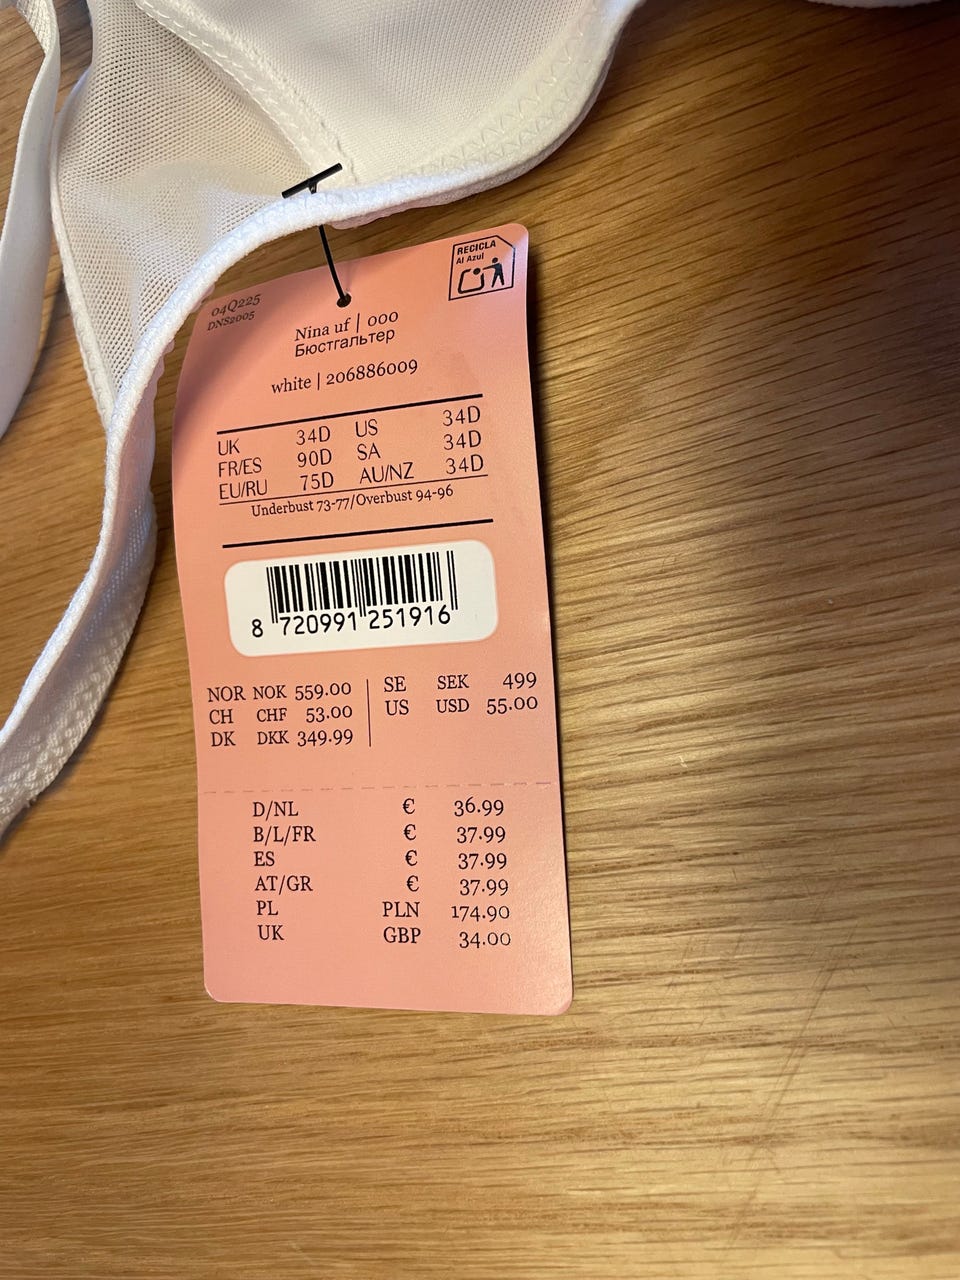 RECICLA
Al Azul
04Q225
DNS2005
Nina uf | 000
Бюстгальтер
white | 206886009
UK 34D US 34D
FR/ES 90D SA 34D
EU/RU 75D AU/NZ 34D
Underbust 73-77/Overbust 94-96
8 720991 251916
NOR NOK 559.00 SE SEK 499
CH CHF 53.00 US USD 55.00
DK DKK 349.99
D/NL € 36.99
B/L/FR € 37.99
ES € 37.99
AT/GR € 37.99
PL PLN 174.90
UK GBP 34.00